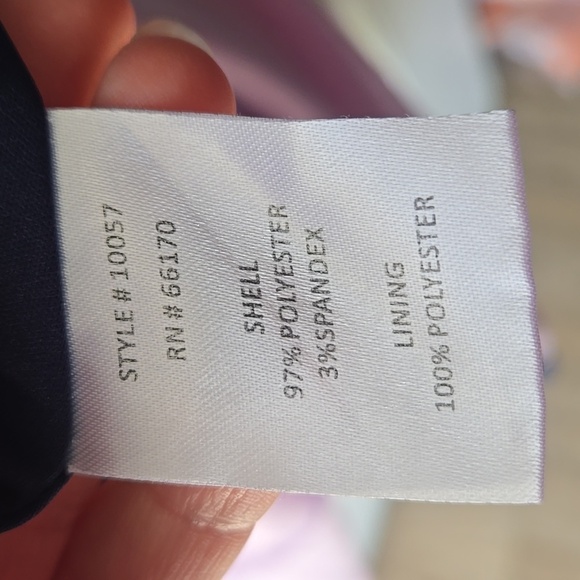 STYLE # 10057
RN # 66170
SHELL
97% POLYESTER
3%SPANDEX
LINING
100% POLYESTER